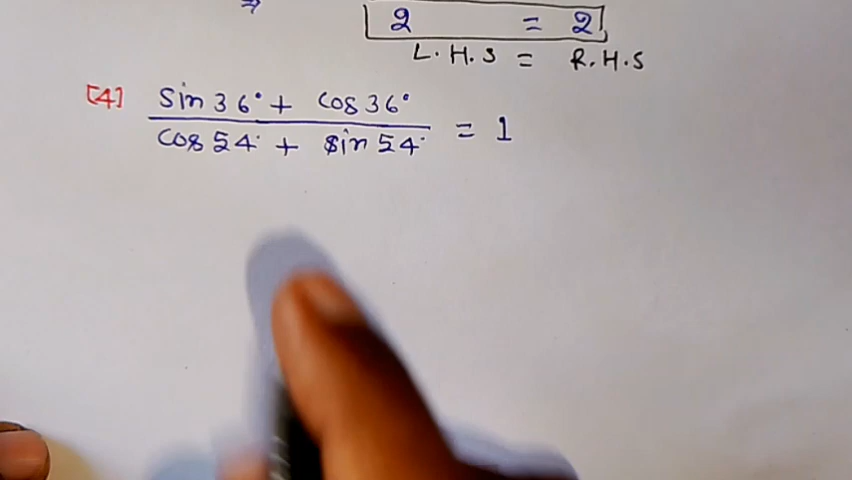 ⇒ 2 = 2
L.H.S = R.H.S
[4] Sin 36° + Cos 36°
Cos 54° + Sin 54° = 1